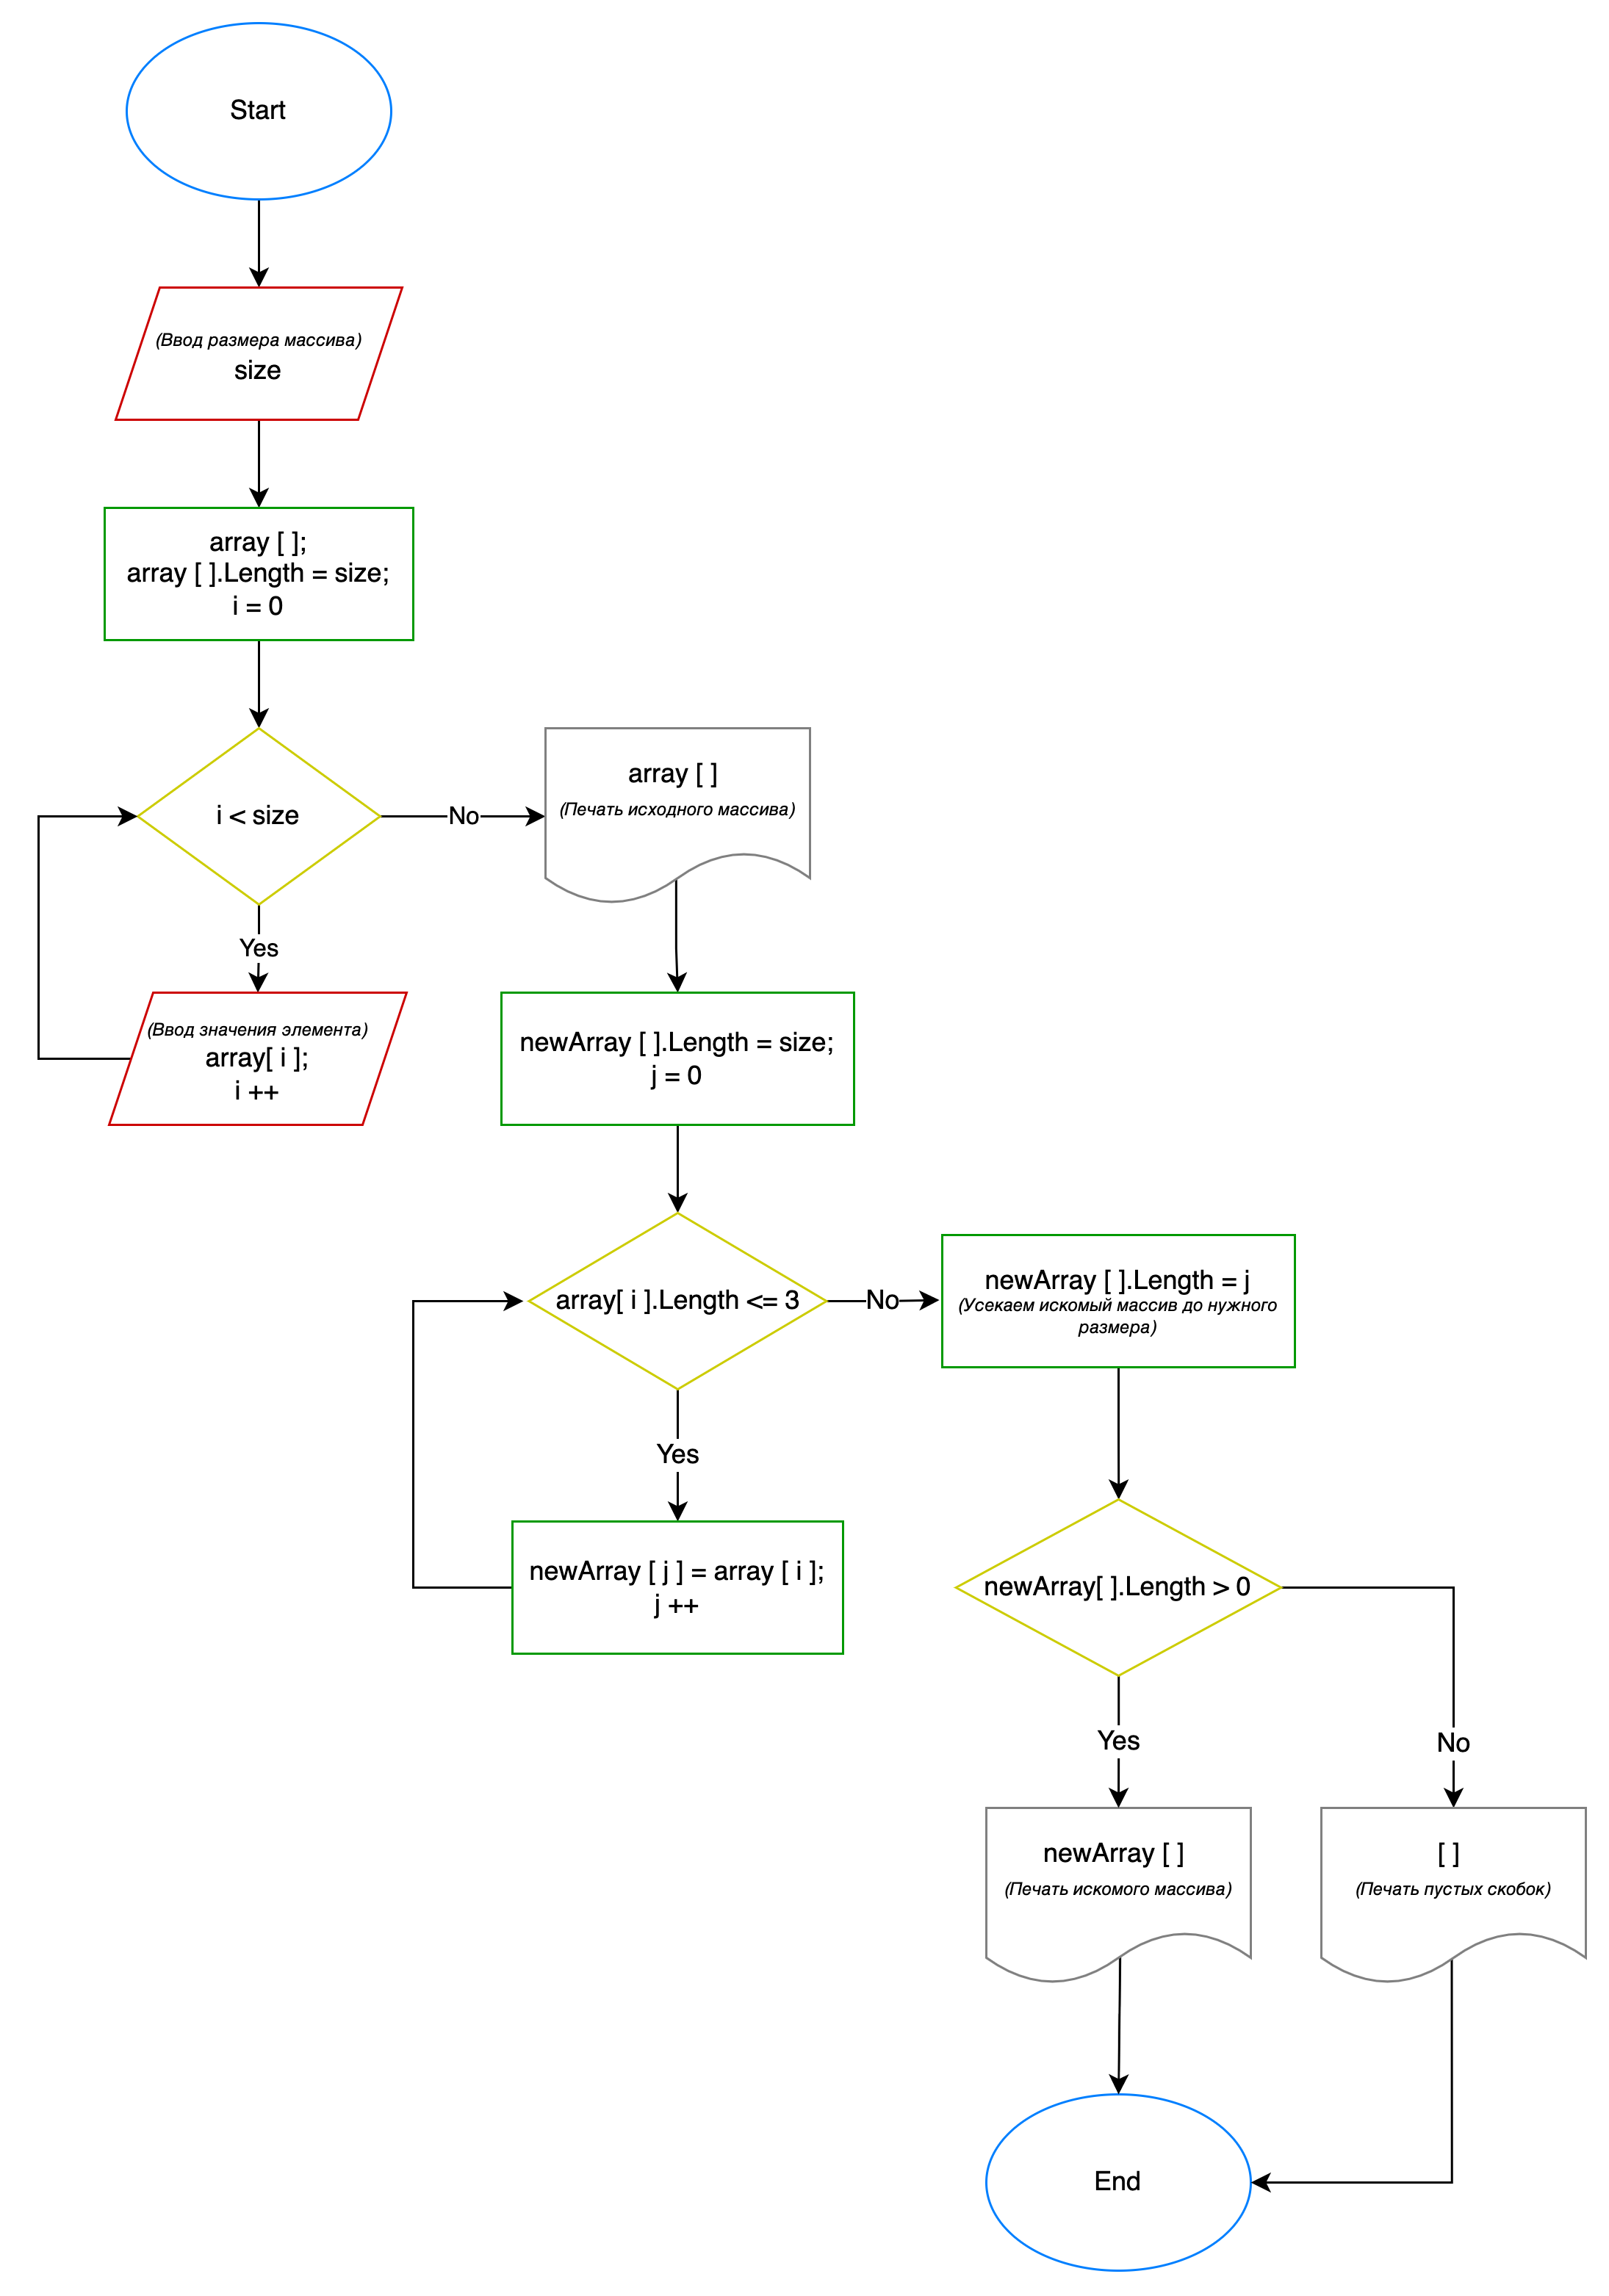 Start
(Ввод размера массива)
size
array [ ];
array [ ].Length = size;
i = 0
i < size
No
Yes
(Ввод значения элемента)
array[ i ];
i ++
array [ ]
(Печать исходного массива)
newArray [ ].Length = size;
j = 0
array[ i ].Length <= 3
No
Yes
newArray [ j ] = array [ i ];
j ++
newArray [ ].Length = j
(Усекаем искомый массив до нужного
размера)
newArray[ ].Length > 0
Yes
No
newArray [ ]
(Печать искомого массива)
[ ]
(Печать пустых скобок)
End